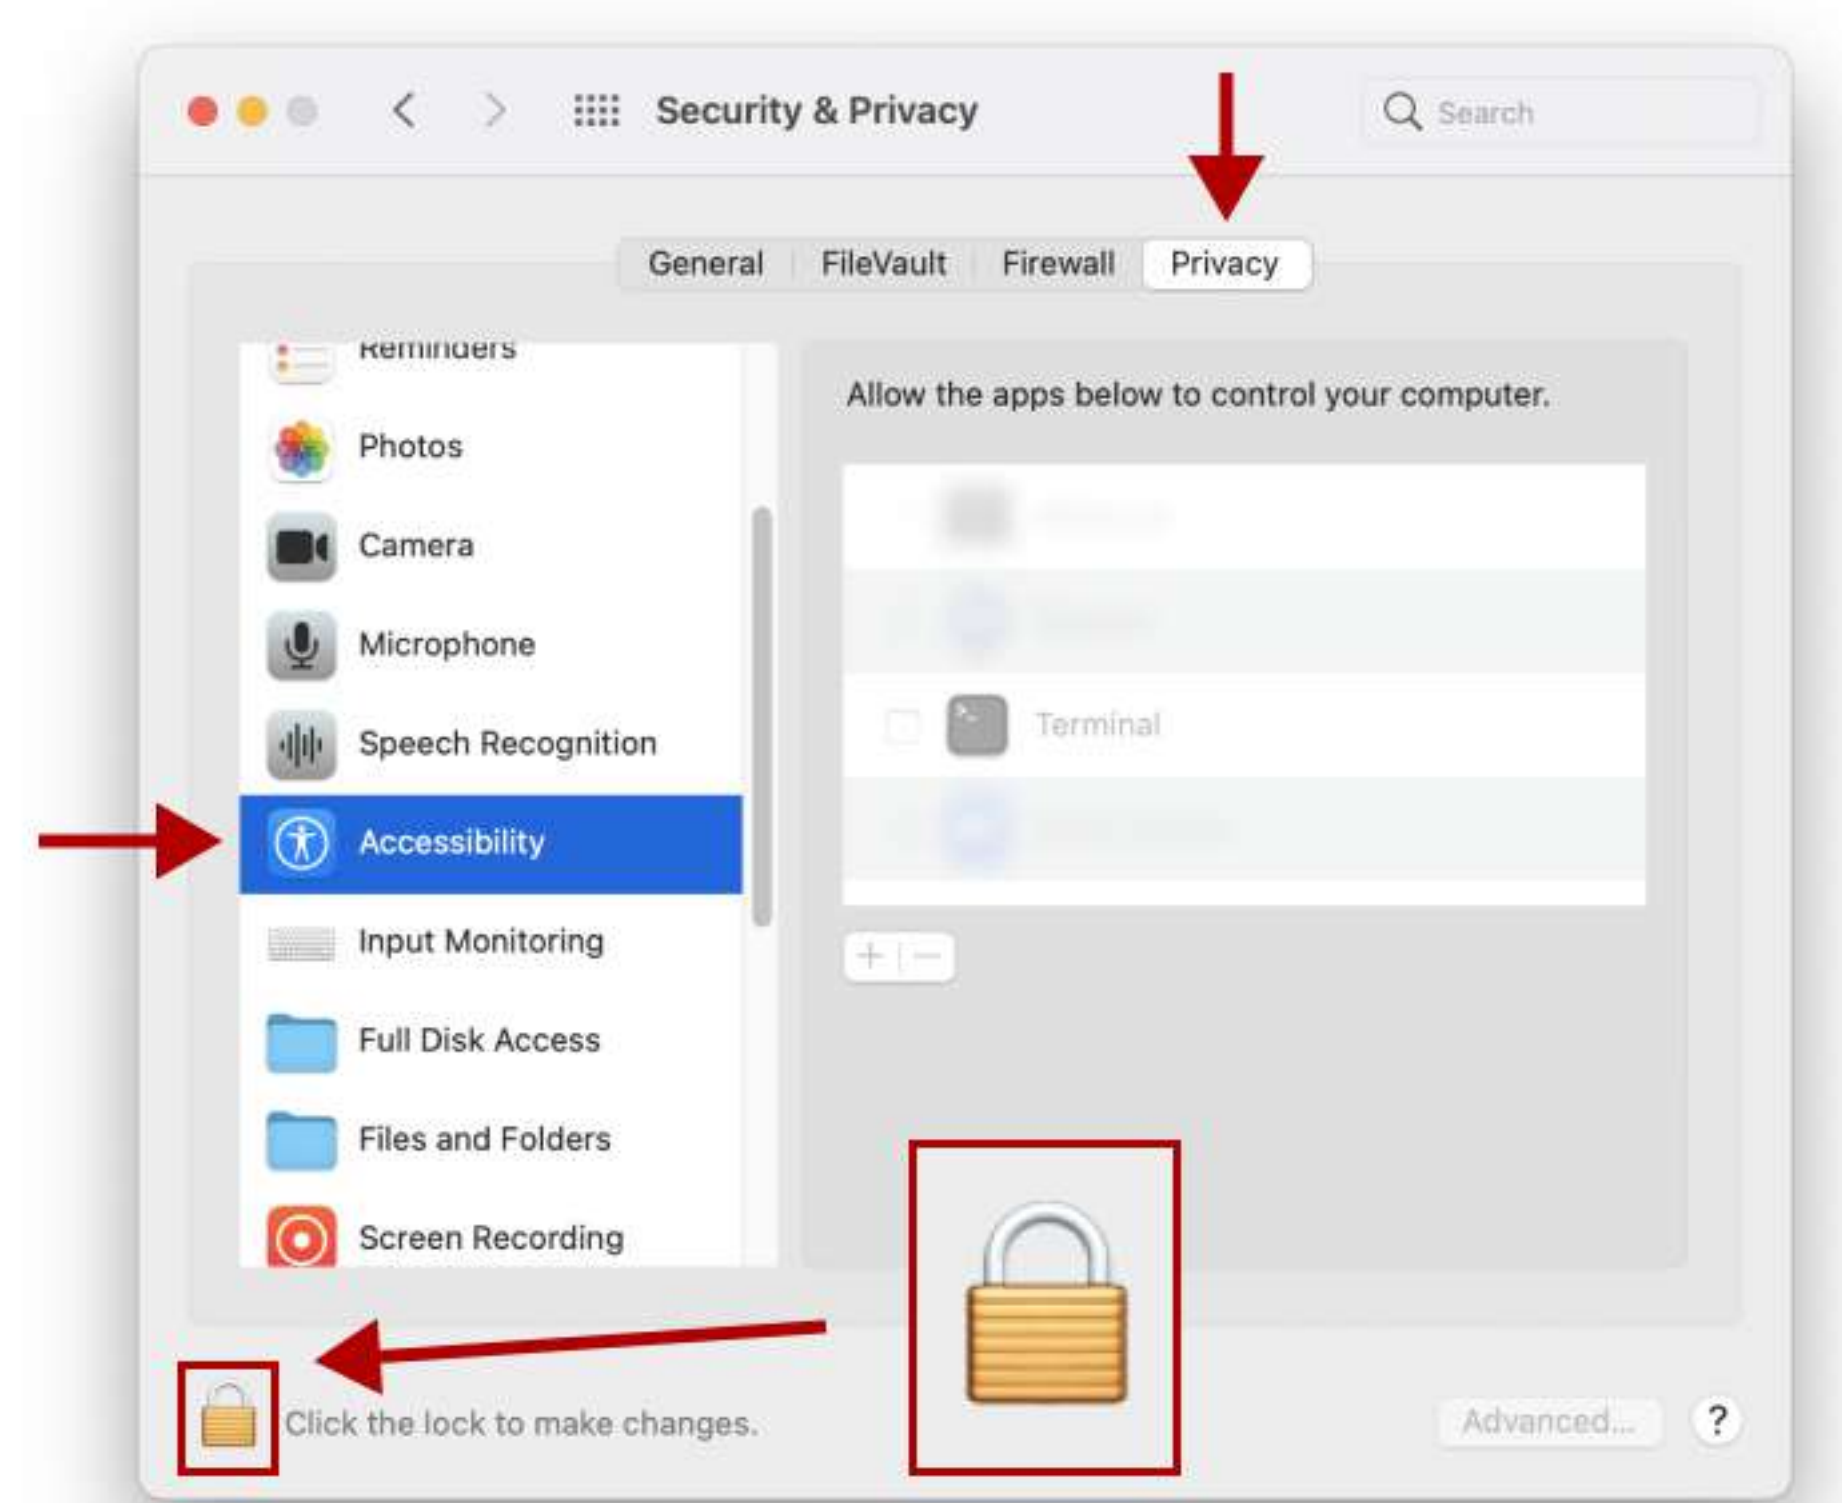 Security & Privacy
Search
General
FileVault
Firewall
Privacy
Reminders
Photos
Camera
Microphone
Speech Recognition
Accessibility
Input Monitoring
Full Disk Access
Files and Folders
Screen Recording
Allow the apps below to control your computer.
Terminal
+ | −
Click the lock to make changes.
Advanced...
?